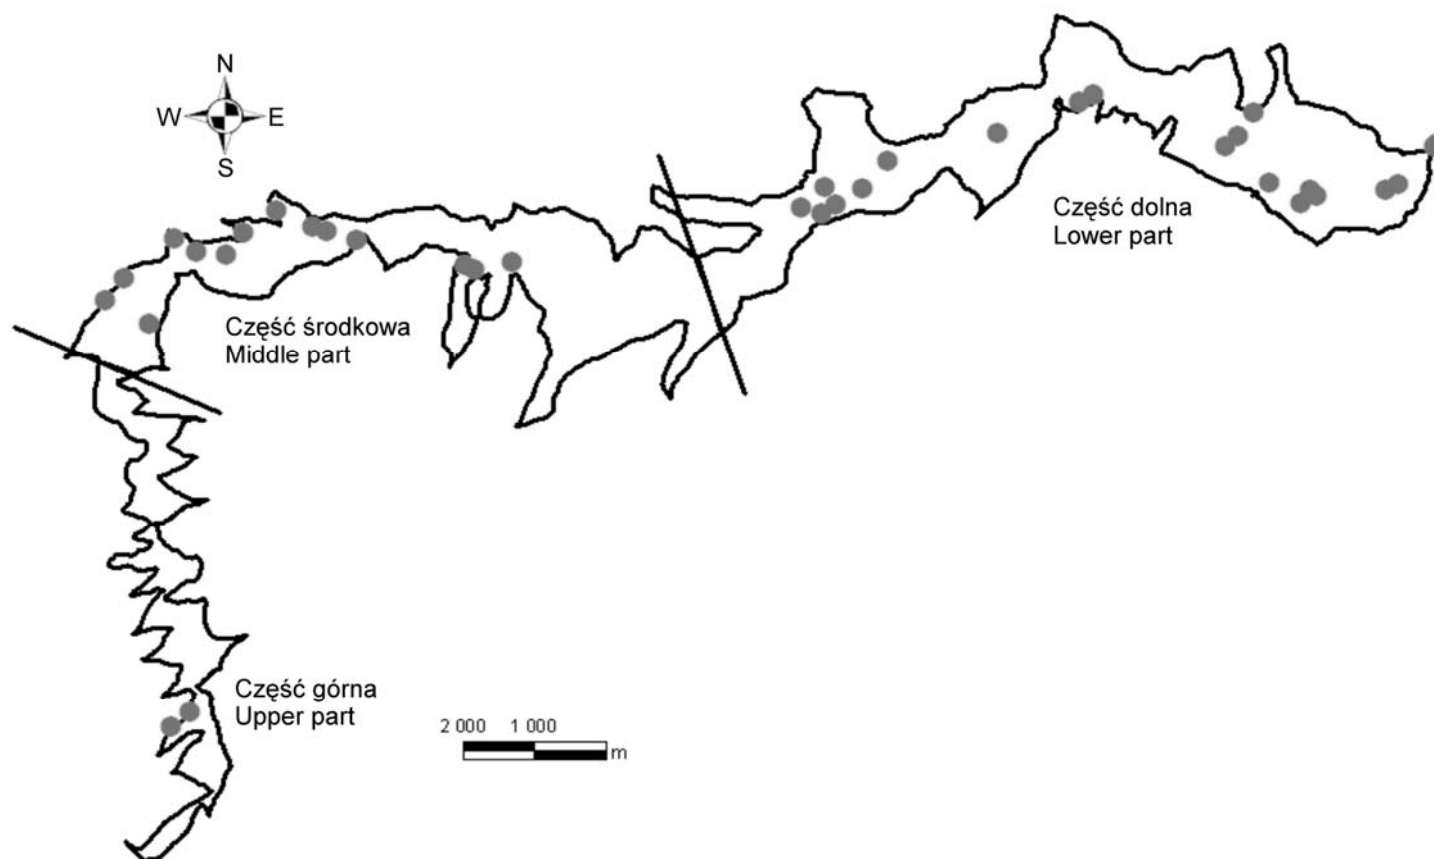 N
W E
S
Część dolna
Lower part
Część środkowa
Middle part
Część górna
Upper part
2 000 1 000
m